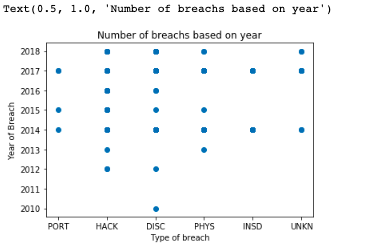 Text(0.5, 1.0, 'Number of breachs based on year')
Number of breachs based on year
2018
2017
2016
2015
2014
2013
2012
2011
2010
Year of Breach
PORT HACK DISC PHYS INSD UNKN
Type of breach